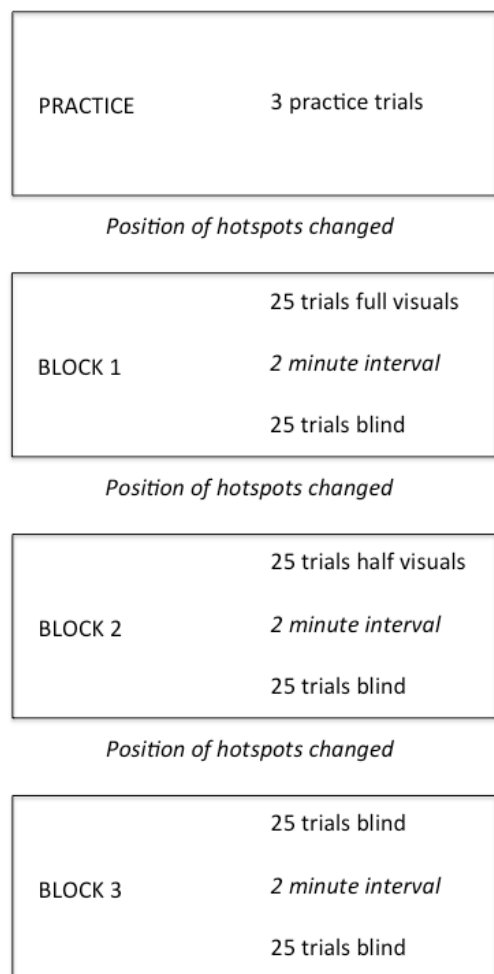 PRACTICE 3 practice trials
Position of hotspots changed
25 trials full visuals
BLOCK 1 2 minute interval
25 trials blind
Position of hotspots changed
25 trials half visuals
BLOCK 2 2 minute interval
25 trials blind
Position of hotspots changed
25 trials blind
BLOCK 3 2 minute interval
25 trials blind